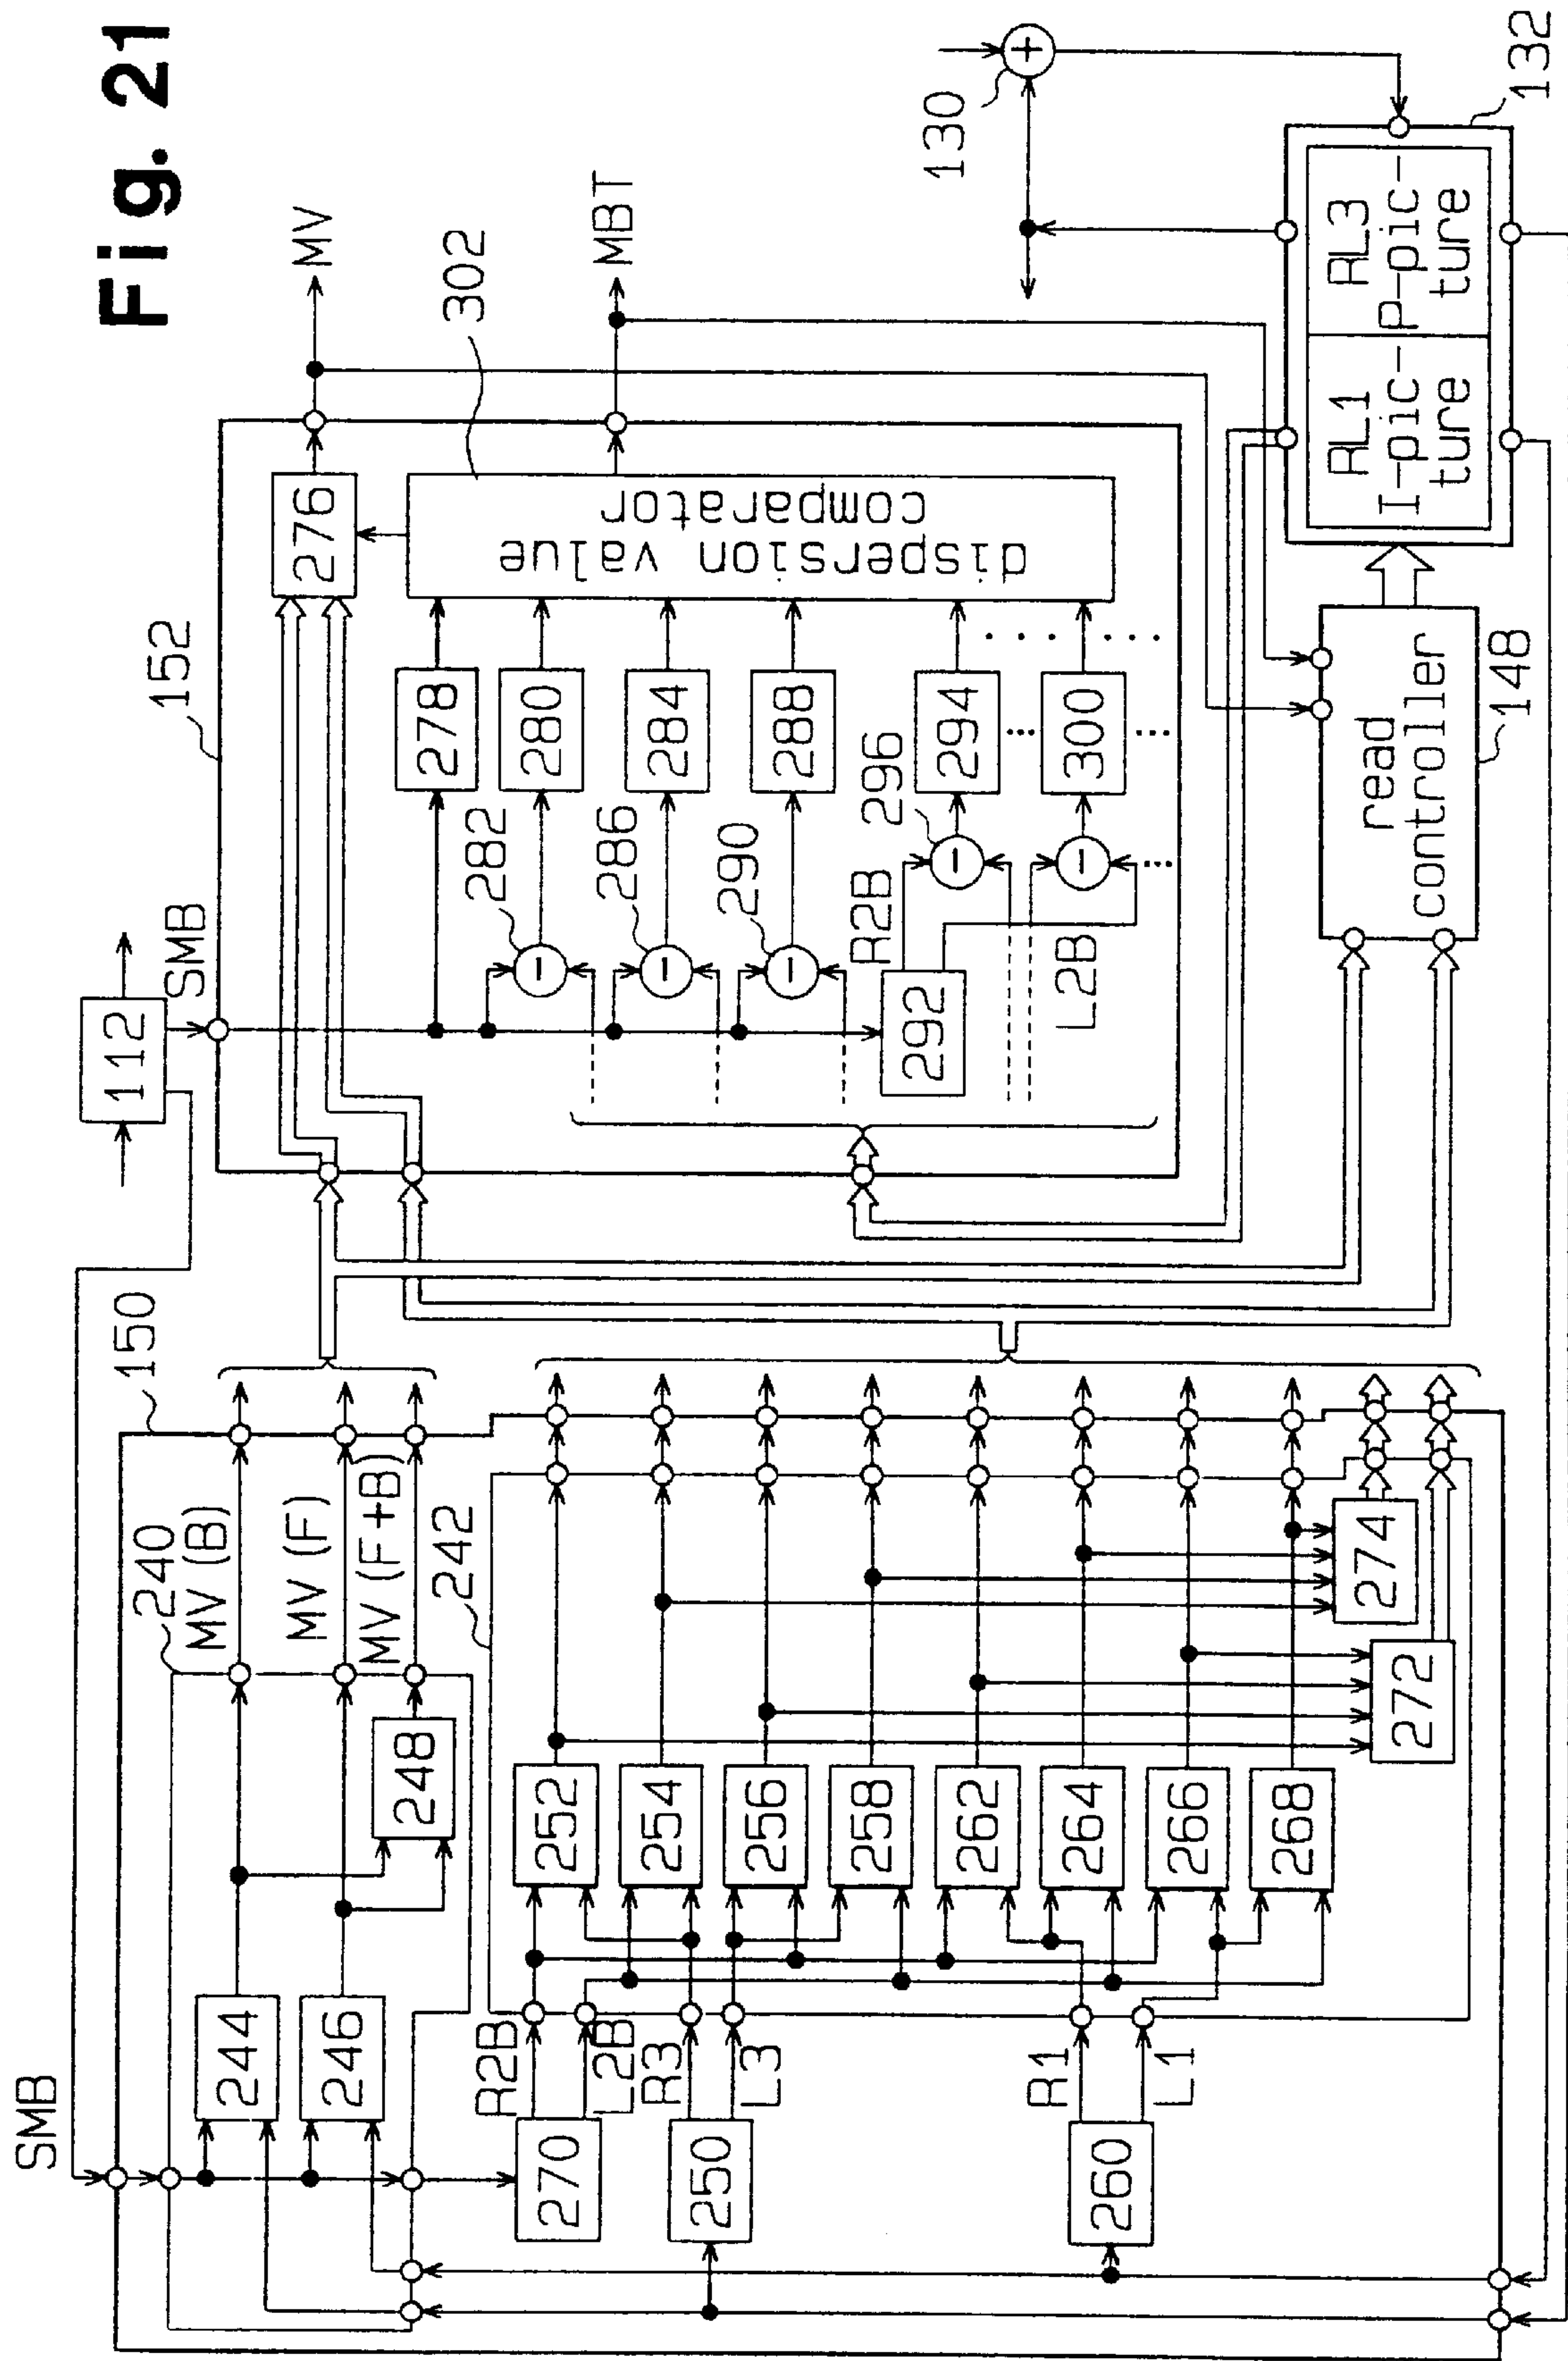 Fig. 21
SMB
150
240
MV (B)
MV (F)
MV (F+B)
242
244
246
248
R2B
L2B
R3
L3
R1
L1
270
250
260
252
254
256
258
262
264
266
268
272
274
112
SMB
152
276
278
280
282
284
286
288
290
292
R2B
296
294
L2B
300
dispersion value
comparator
302
MV
MBT
130
132
RL1
I-pic-
ture
RL3
P-pic-
ture
read
controller
148